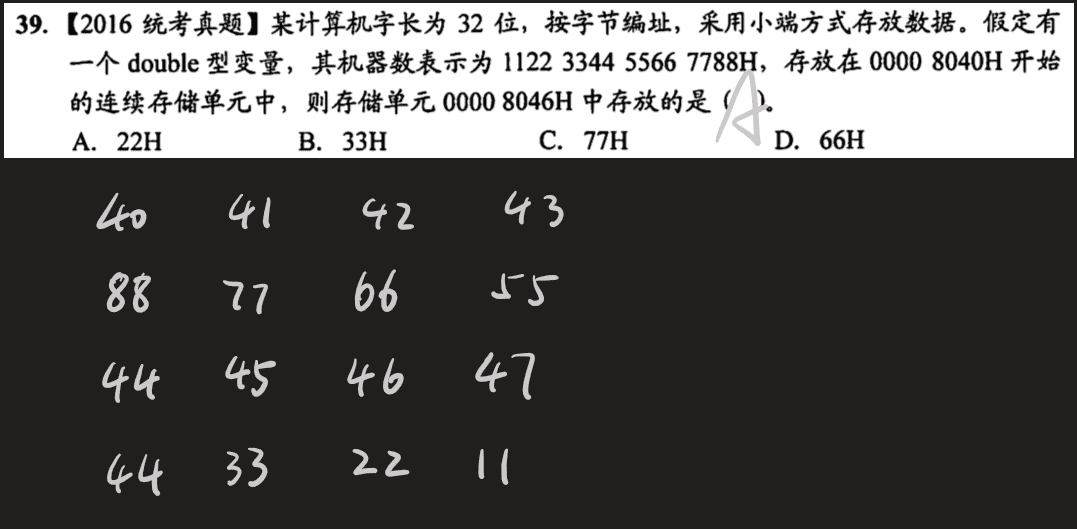 39.【2016 统考真题】某计算机字长为 32 位，按字节编址，采用小端方式存放数据。假定有
一个 double 型变量，其机器数表示为 1122 3344 5566 7788H，存放在 0000 8040H 开始
的连续存储单元中，则存储单元 0000 8046H 中存放的是（A）。
A. 22H B. 33H C. 77H D. 66H
40 41 42 43
88 77 66 55
44 45 46 47
44 33 22 11